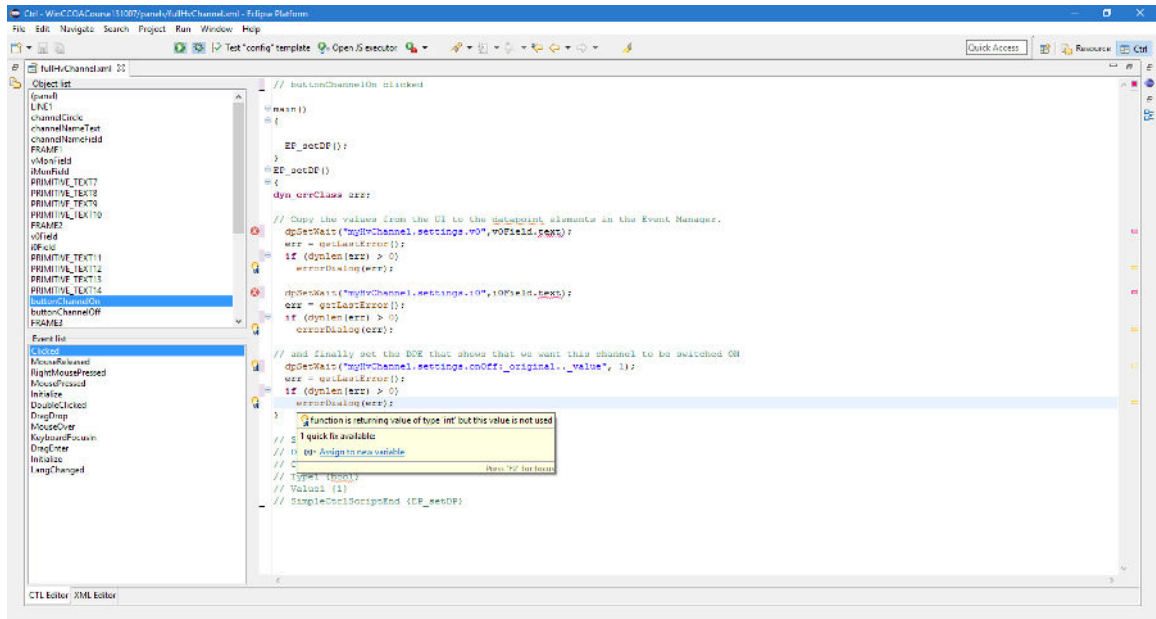 Ctrl - WinCCOACourse151007/panels/fullHvChannel.xml - Eclipse Platform
File Edit Navigate Search Project Run Window Help
Test "config" template Open JS executor
Quick Access
Resource
Ctrl
fullHvChannel.xml
Object list
(panel)
LINE1
channelCircle
channelNameText
channelNameField
FRAME1
vMonField
iMonField
PRIMITIVE_TEXT7
PRIMITIVE_TEXT8
PRIMITIVE_TEXT9
PRIMITIVE_TEXT10
FRAME2
v0Field
i0Field
PRIMITIVE_TEXT11
PRIMITIVE_TEXT12
PRIMITIVE_TEXT13
PRIMITIVE_TEXT14
buttonChannelOn
buttonChannelOff
FRAME3
Event list
Clicked
MouseReleased
RightMousePressed
MousePressed
Initialize
DoubleClicked
DragDrop
MouseOver
KeyboardFocusIn
DragEnter
Initialize
LangChanged
// buttonChannelOn clicked
main()
{
EP_setDP();
}
EP_setDP()
{
dyn_errClass err;
// Copy the values from the UI to the datapoint elements in the Event Manager.
dpSetWait("myHvChannel.settings.v0",v0Field.text);
err = getLastError();
if (dynlen(err) > 0)
errorDialog(err);
dpSetWait("myHvChannel.settings.i0",i0Field.text);
err = getLastError();
if (dynlen(err) > 0)
errorDialog(err);
// and finally set the DPE that shows that we want this channel to be switched ON
dpSetWait("myHvChannel.settings.onOff:_original.._value", 1);
err = getLastError();
if (dynlen(err) > 0)
errorDialog(err);
}
function is returning value of type 'int' but this value is not used
1 quick fix available:
Assign to new variable
Press 'F2' for focus
// S
// D
// C
// Type1 {bool}
// Value1 {1}
// SimpleCtrlScriptEnd {EP_setDP}
CTL Editor XML Editor